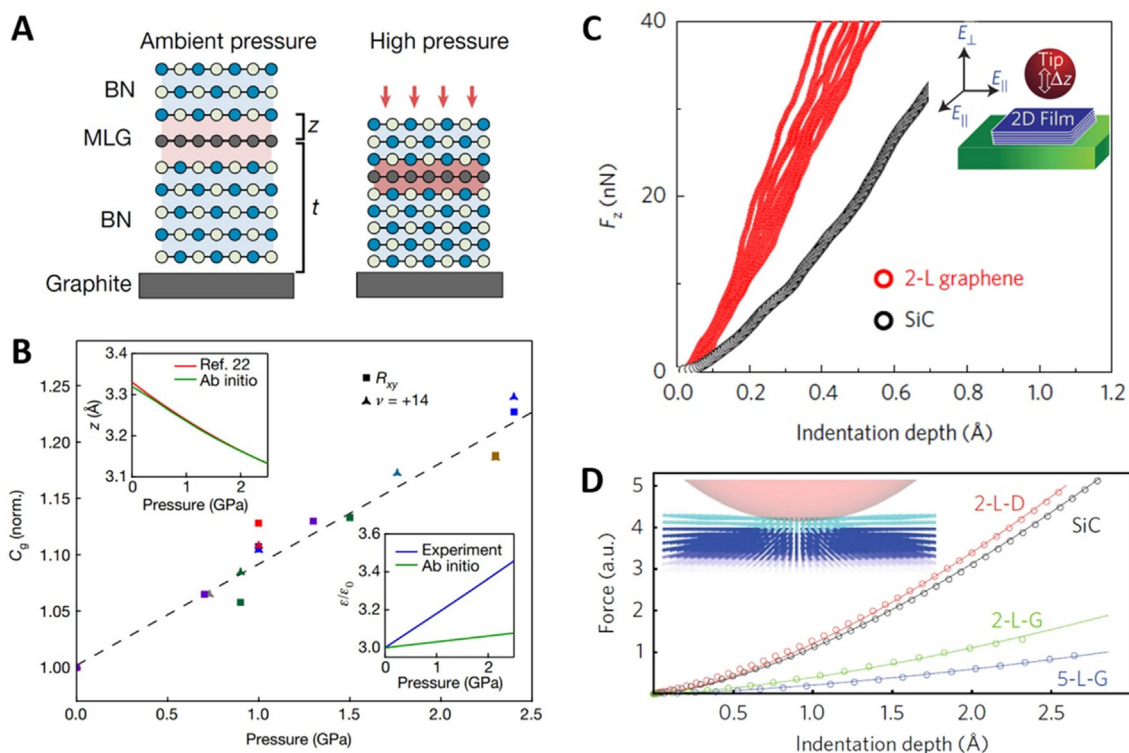 A
Ambient pressure
High pressure
BN
MLG
BN
Graphite
z
t
B
C_g (norm.)
1.25
1.20
1.15
1.10
1.05
1.00
0.0
0.5
1.0
1.5
2.0
2.5
Pressure (GPa)
R_xy
ν = +14
3.4
3.3
3.2
3.1
z (Å)
Ref. 22
Ab initio
0
1
2
Pressure (GPa)
3.6
3.4
3.2
3.0
ε/ε₀
Experiment
Ab initio
0
1
2
Pressure (GPa)
C
F_z (nN)
40
20
0
0.0
0.2
0.4
0.6
0.8
1.0
1.2
Indentation depth (Å)
2-L graphene
SiC
E⊥
E||
E||
Tip
Δz
2D Film
D
Force (a.u.)
5
4
3
2
1
0.5
1.0
1.5
2.0
2.5
Indentation depth (Å)
2-L-D
SiC
2-L-G
5-L-G